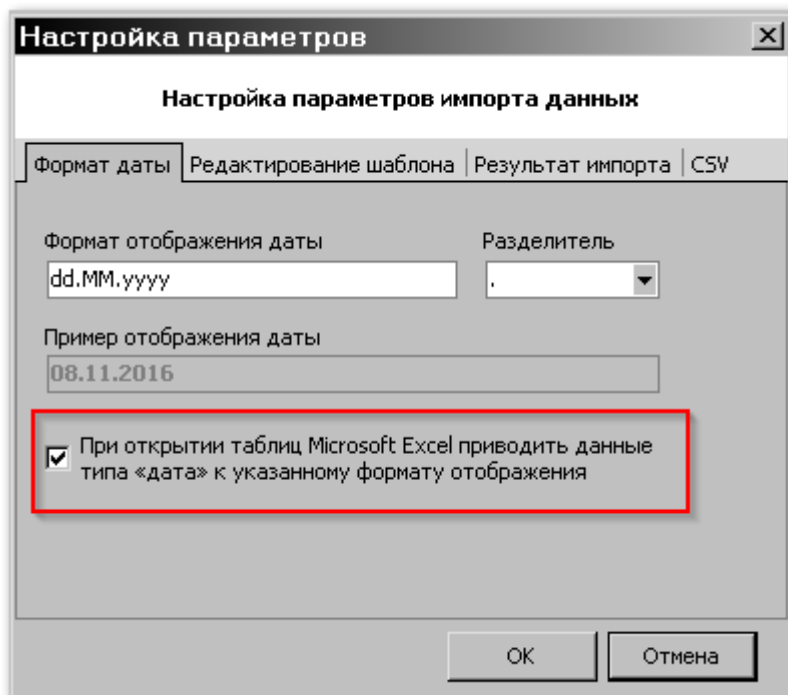 Настройка параметров
Настройка параметров импорта данных
Формат даты Редактирование шаблона Результат импорта CSV
Формат отображения даты Разделитель
dd.MM.yyyy .
Пример отображения даты
08.11.2016
При открытии таблиц Microsoft Excel приводить данные
типа «дата» к указанному формату отображения
OK Отмена